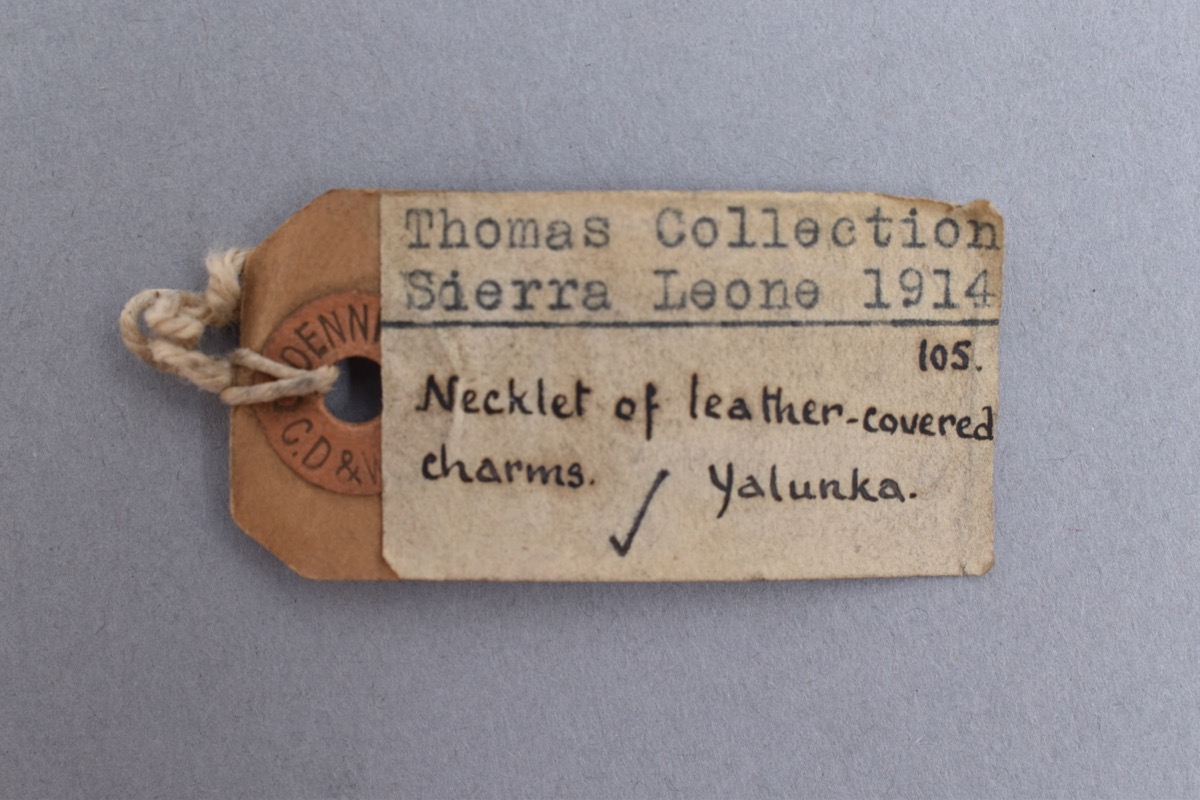 Thomas Collection
Sierra Leone 1914
105.
Necklet of leather-covered
charms. ✓ Yalunka.
C.D &